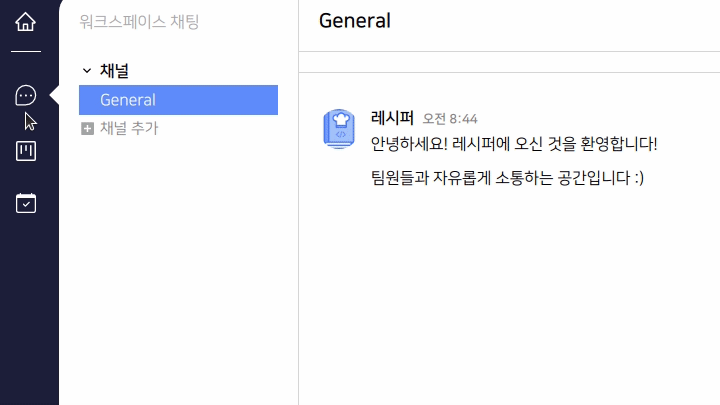 워크스페이스 채팅
채널
General
채널 추가
General
레시퍼 오전 8:44
안녕하세요! 레시퍼에 오신 것을 환영합니다!
팀원들과 자유롭게 소통하는 공간입니다 :)